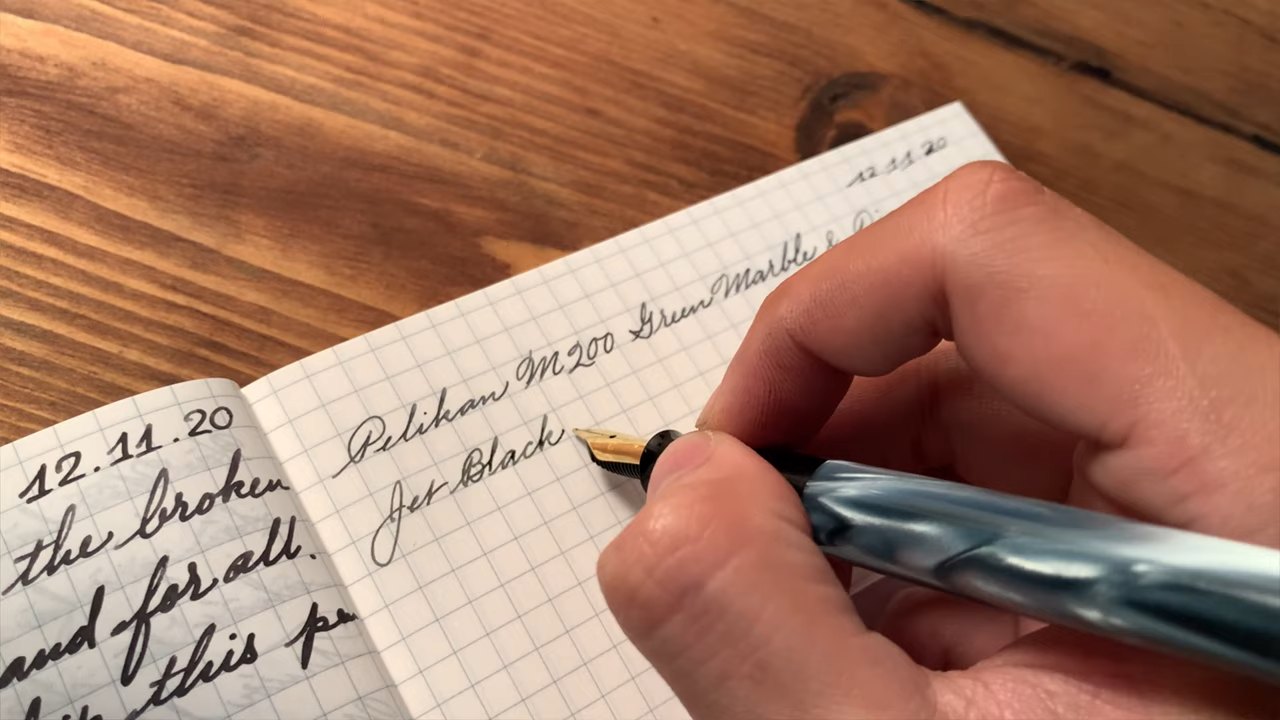 12.11.20
the broken
and for all.
this
12.11.20
Pelikan M200 Green Marble &
Jet Black